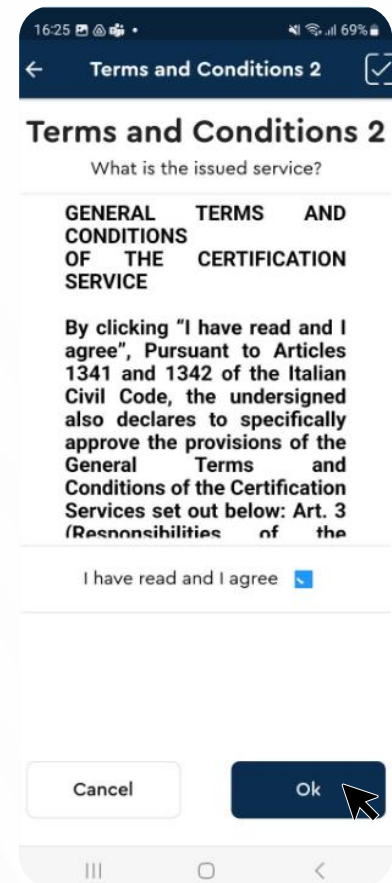 16:25 69%
Terms and Conditions 2
Terms and Conditions 2
What is the issued service?
GENERAL TERMS AND
CONDITIONS
OF THE CERTIFICATION
SERVICE
By clicking “I have read and I
agree”, Pursuant to Articles
1341 and 1342 of the Italian
Civil Code, the undersigned
also declares to specifically
approve the provisions of the
General Terms and
Conditions of the Certification
Services set out below: Art. 3
(Responsibilities of the
I have read and I agree
Cancel
Ok